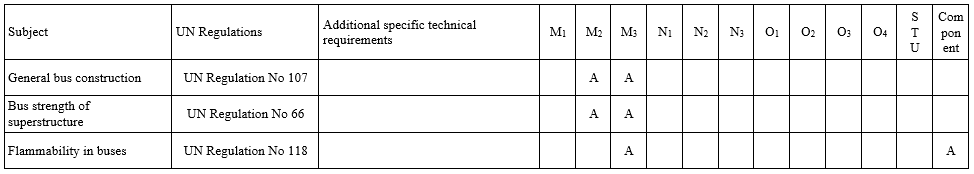 Subject UN Regulations Additional specific technical requirements M₁ M₂ M₃ N₁ N₂ N₃ O₁ O₂ O₃ O₄ S T U Com pon ent
General bus construction UN Regulation No 107 A A
Bus strength of superstructure UN Regulation No 66 A A
Flammability in buses UN Regulation No 118 A A